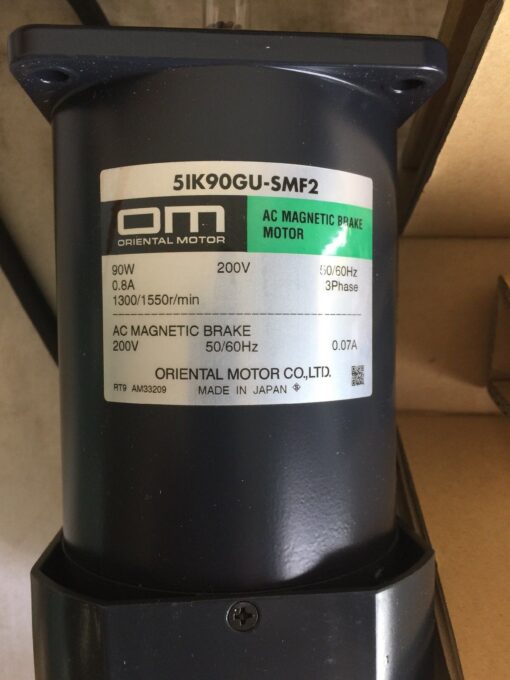 5IK90GU-SMF2
OM
ORIENTAL MOTOR
AC MAGNETIC BRAKE
MOTOR
90W 200V 50/60Hz
0.8A 3Phase
1300/1550r/min
AC MAGNETIC BRAKE
200V 50/60Hz 0.07A
ORIENTAL MOTOR CO.,LTD.
RT9 AM33209 MADE IN JAPAN